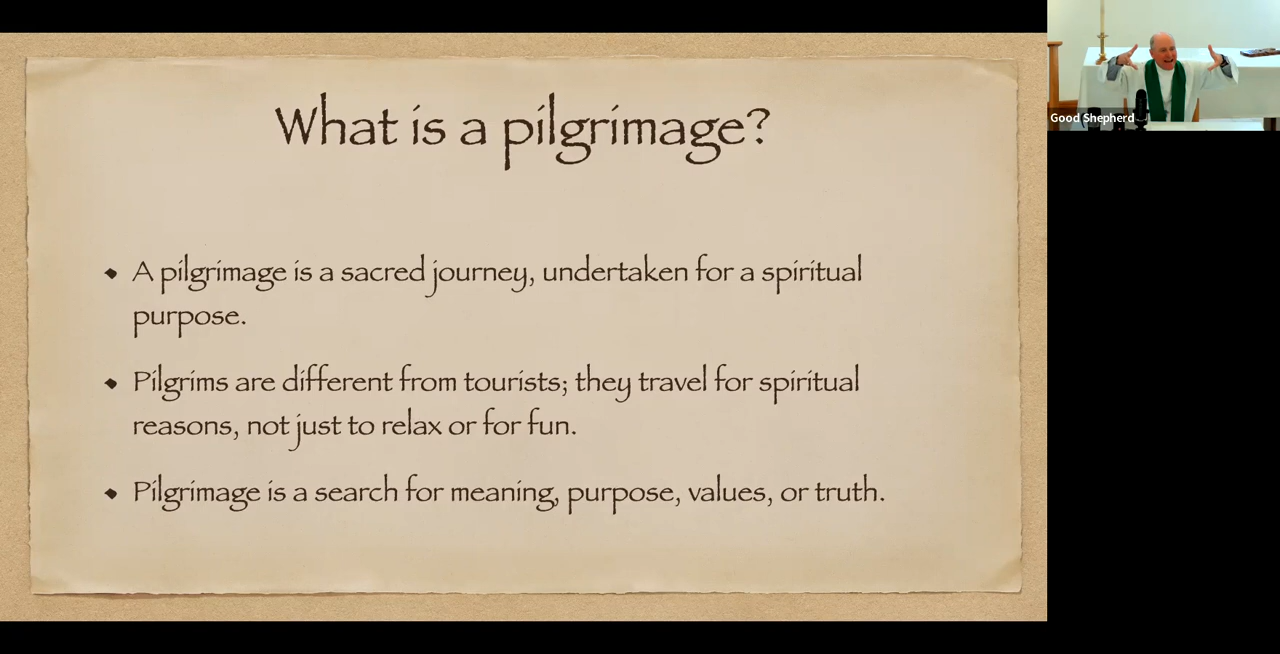 What is a pilgrimage?
A pilgrimage is a sacred journey, undertaken for a spiritual
purpose.
Pilgrims are different from tourists; they travel for spiritual
reasons, not just to relax or for fun.
Pilgrimage is a search for meaning, purpose, values, or truth.
Good Shepherd